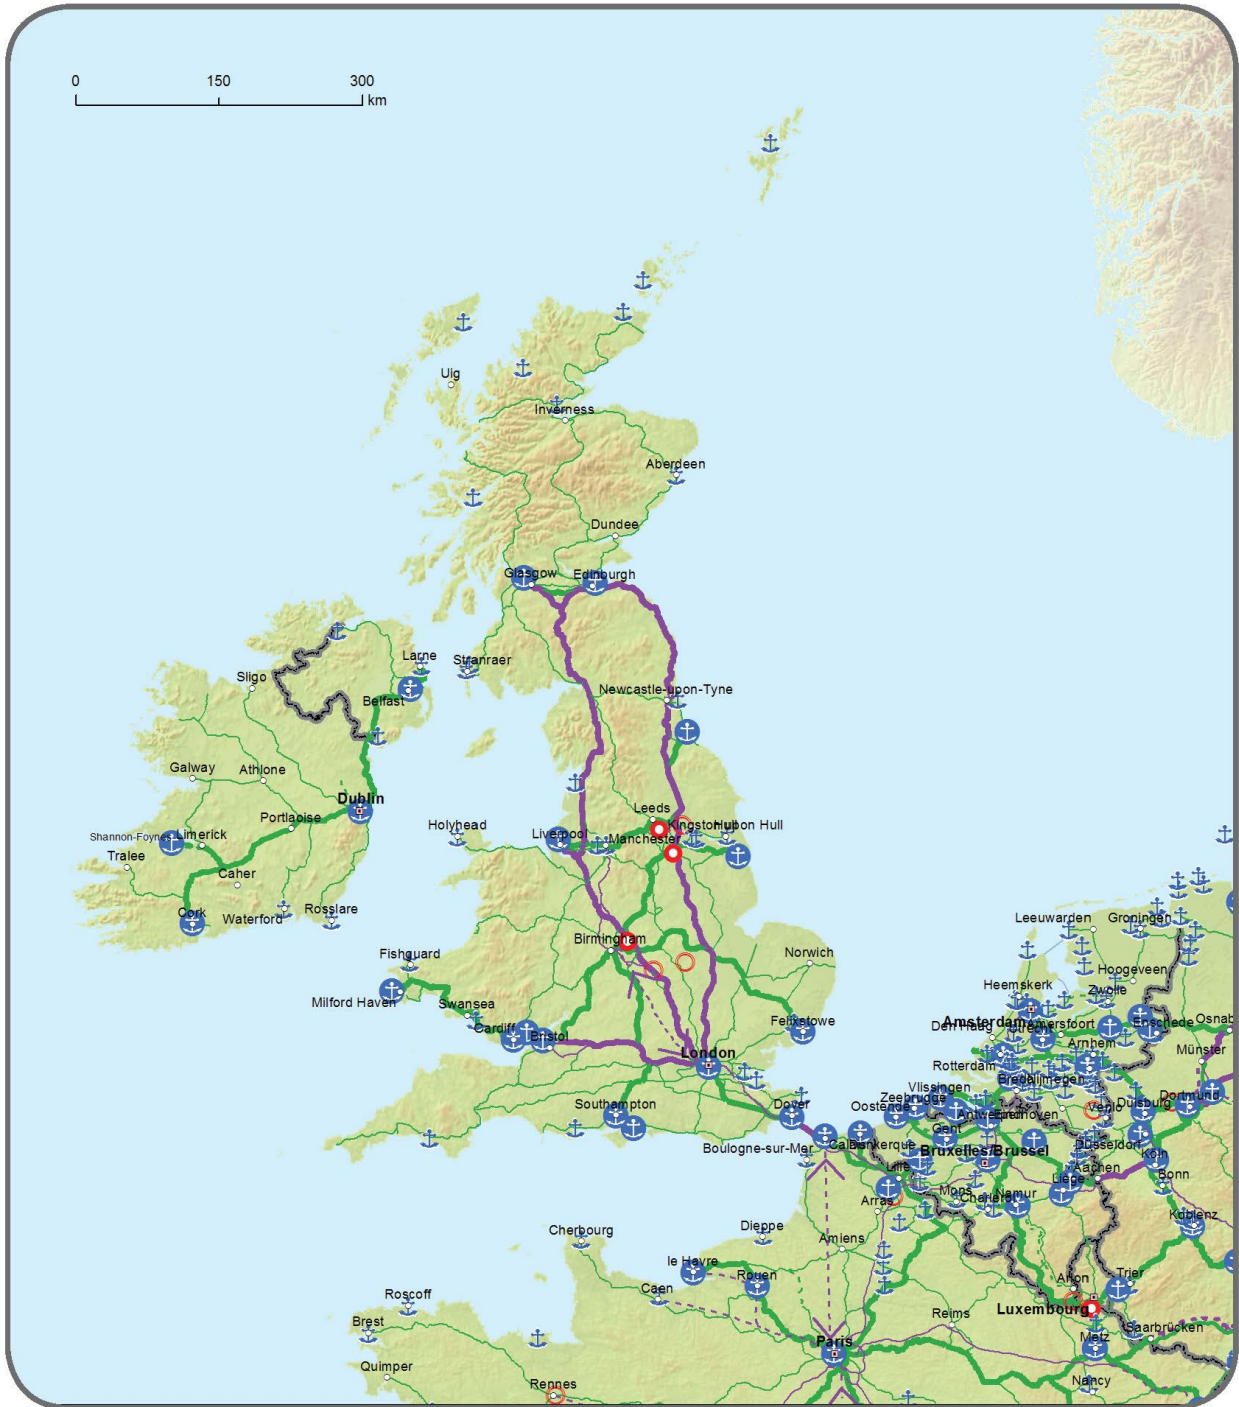 0 150 300
km
Uig
Inverness
Aberdeen
Dundee
Glasgow
Edinburgh
Larne
Stranraer
Sligo
Newcastle-upon-Tyne
Belfast
Galway
Athlone
Dublin
Leeds
Portlaoise
Holyhead
Kingston upon Hull
Shannon-Foynes
Limerick
Liverpool
Manchester
Tralee
Caher
Cork
Waterford
Rosslare
Leeuwarden
Groningen
Birmingham
Fishguard
Norwich
Hoogeveen
Heemskerk
Zwolle
Milford Haven
Swansea
Amsterdam
Felixstowe
Cardiff
Bristol
Den Haag
Utrecht
Amersfoort
Enschede
Osnab
Arnhem
London
Münster
Rotterdam
Breda
Nijmegen
Vlissingen
Zeebrugge
Southampton
Dover
Oostende
Antwerpen
Eindhoven
Venlo
Duisburg
Dortmund
Gent
Boulogne-sur-Mer
Calais
Dunkerque
Bruxelles/Brussel
Düsseldorf
Köln
Lille
Aachen
Liège
Bonn
Mons
Namur
Charleroi
Arras
Koblenz
Dieppe
Cherbourg
Amiens
le Havre
Rouen
Trier
Arlon
Caen
Roscoff
Luxembourg
Reims
Brest
Saarbrücken
Paris
Metz
Quimper
Nancy
Rennes